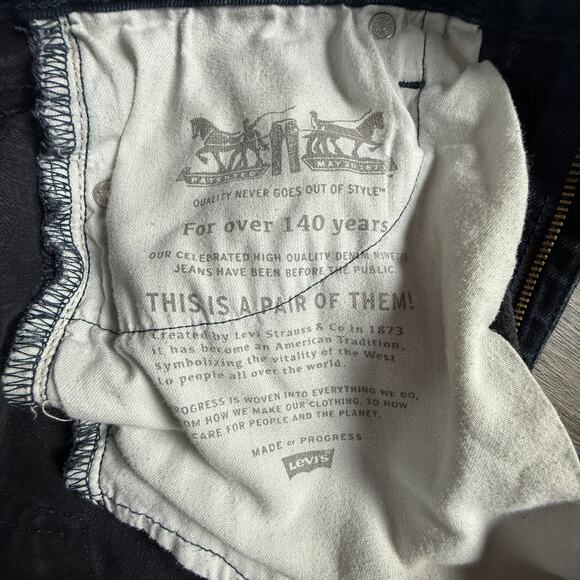 MAY 20
QUALITY NEVER GOES OUT OF STYLE™
For over 140 years
OUR CELEBRATED HIGH QUALITY DENIM RIVETED
JEANS HAVE BEEN BEFORE THE PUBLIC.
THIS IS A PAIR OF THEM!
Created by Levi Strauss & Co in 1873
it has become an American Tradition,
Symbolizing the vitality of the West
to people all over the world.
PROGRESS IS WOVEN INTO EVERYTHING WE DO,
FROM HOW WE MAKE OUR CLOTHING, TO HOW
CARE FOR PEOPLE AND THE PLANET.
MADE of PROGRESS
Levi's